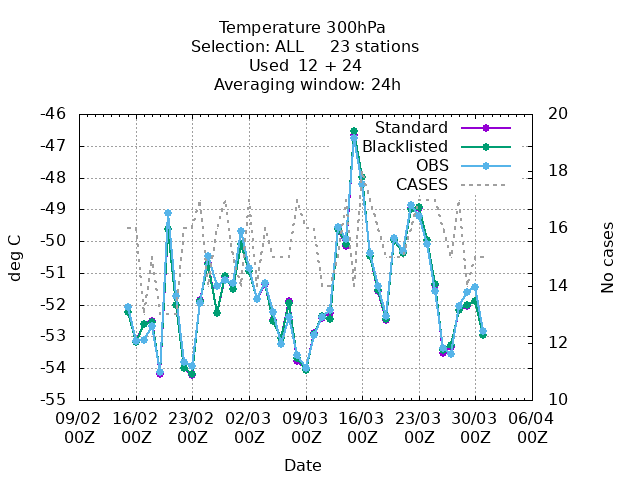 Temperature 300hPa
Selection: ALL 23 stations
Used 12 + 24
Averaging window: 24h
-46
-47
-48
-49
-50
-51
-52
-53
-54
-55
deg C
20
18
16
14
12
10
No cases
Standard
Blacklisted
OBS
CASES
09/02 16/02 23/02 02/03 09/03 16/03 23/03 30/03 06/04
00Z 00Z 00Z 00Z 00Z 00Z 00Z 00Z 00Z
Date